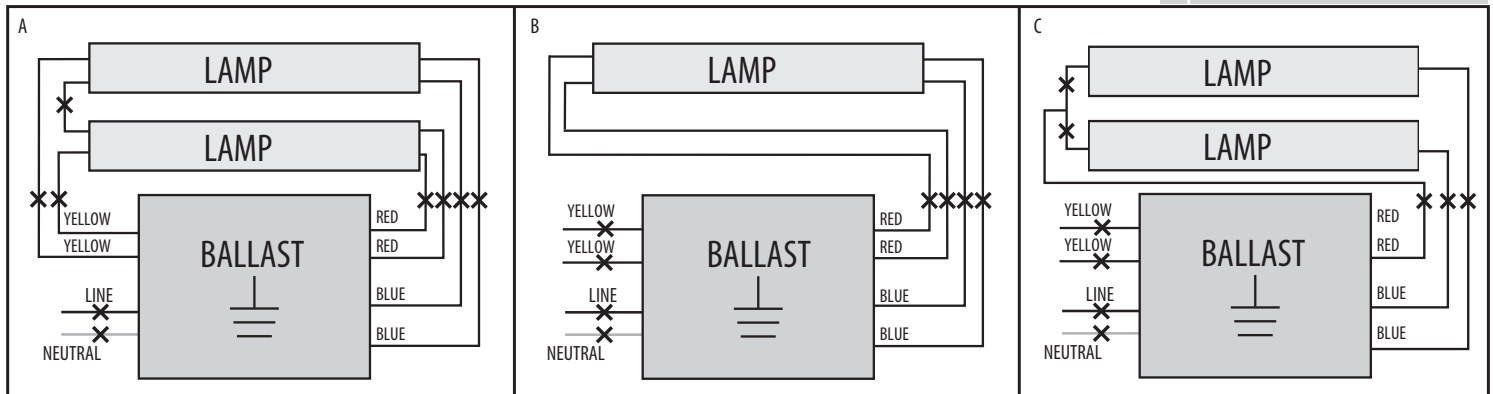 A
LAMP
LAMP
YELLOW
YELLOW
RED
RED
BALLAST
LINE
BLUE
NEUTRAL
BLUE
B
LAMP
YELLOW
YELLOW
RED
RED
BALLAST
LINE
BLUE
NEUTRAL
BLUE
C
LAMP
LAMP
YELLOW
YELLOW
RED
RED
BALLAST
LINE
BLUE
NEUTRAL
BLUE